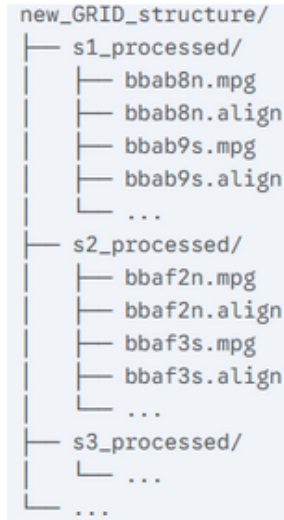 new_GRID_structure/
├── s1_processed/
│   ├── bbab8n.mpg
│   ├── bbab8n.align
│   ├── bbab9s.mpg
│   ├── bbab9s.align
│   └── ...
├── s2_processed/
│   ├── bbaf2n.mpg
│   ├── bbaf2n.align
│   ├── bbaf3s.mpg
│   ├── bbaf3s.align
│   └── ...
├── s3_processed/
│   └── ...
└── ...